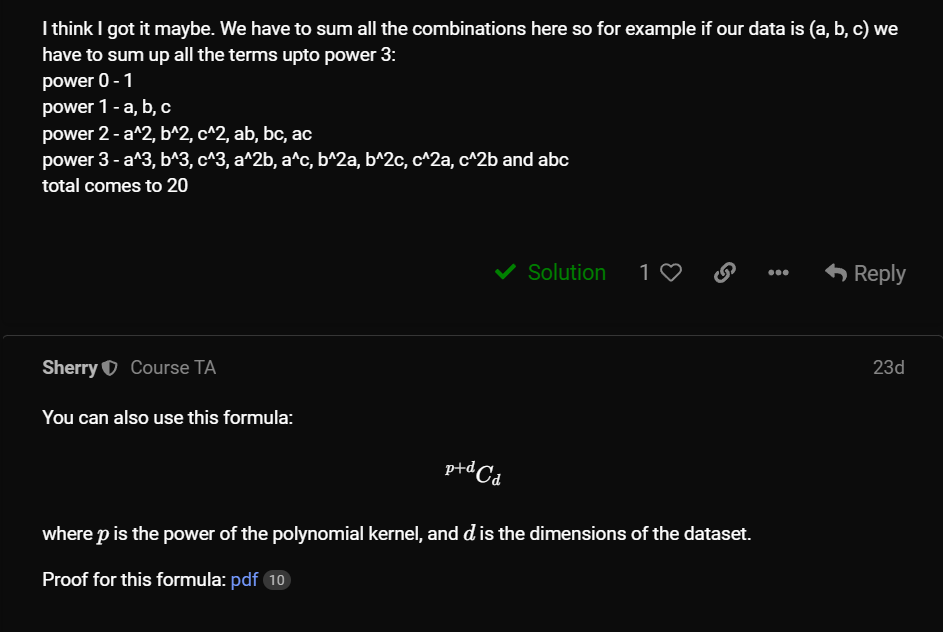 I think I got it maybe. We have to sum all the combinations here so for example if our data is (a, b, c) we
have to sum up all the terms upto power 3:
power 0 - 1
power 1 - a, b, c
power 2 - a^2, b^2, c^2, ab, bc, ac
power 3 - a^3, b^3, c^3, a^2b, a^c, b^2a, b^2c, c^2a, c^2b and abc
total comes to 20
Solution 1 Reply
Sherry Course TA 23d
You can also use this formula:
p+dCd
where p is the power of the polynomial kernel, and d is the dimensions of the dataset.
Proof for this formula: pdf 10